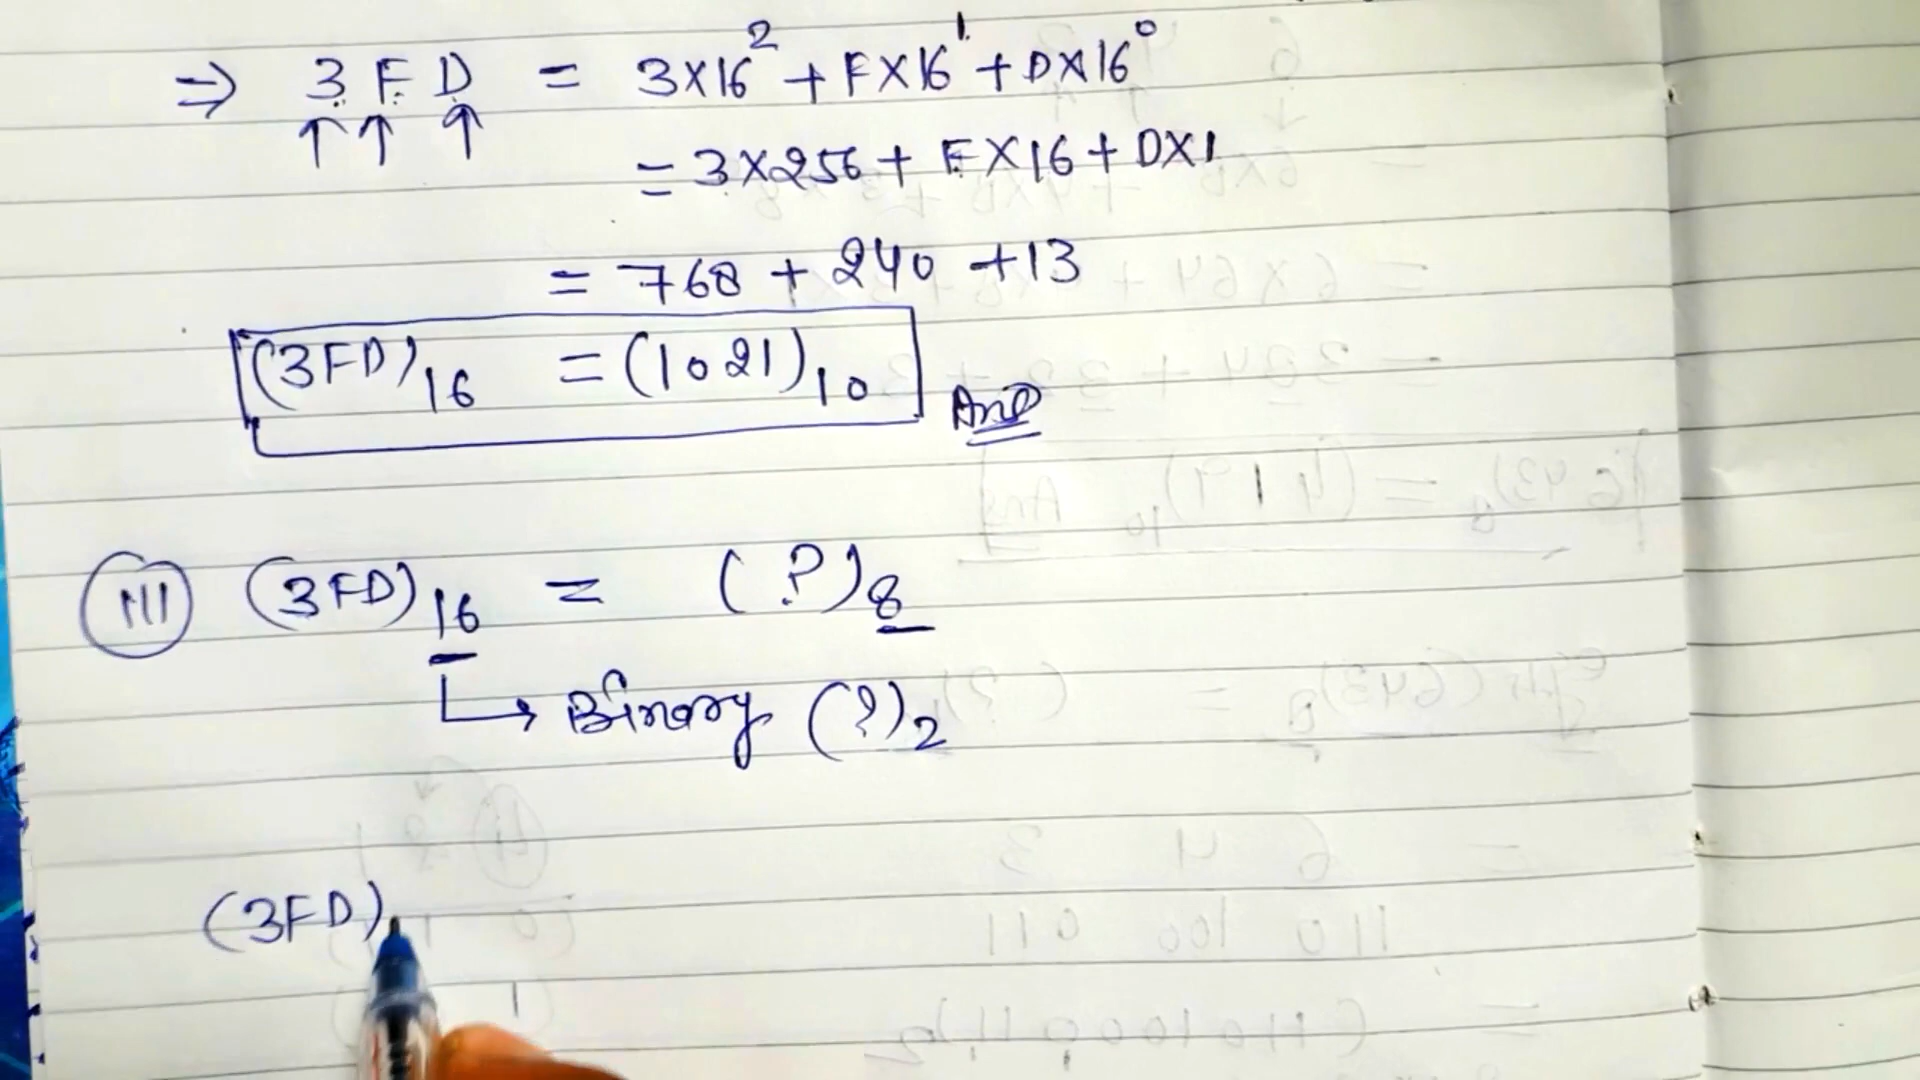 ⇒ 3 F D = 3×16² + F×16¹ + D×16⁰
= 3×256 + F×16 + D×1
= 768 + 240 + 13
(3FD)₁₆ = (1021)₁₀ Ans
(III) (3FD)₁₆ = (?)₈
Binary (?)₂
(3FD)